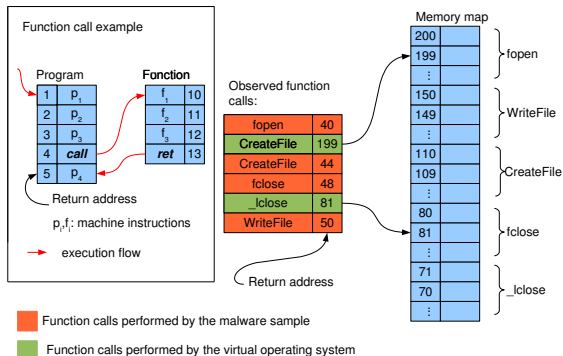 Function call example
Program
Fonction
1 p1
2 p2
3 p3
4 call
5 p4
f1 10
f2 11
f3 12
ret 13
Return address
pi,fi: machine instructions
execution flow
Observed function calls:
fopen 40
CreateFile 199
CreateFile 44
fclose 48
_lclose 81
WriteFile 50
Return address
Memory map
200
199
⋮
fopen
150
149
⋮
WriteFile
110
109
⋮
CreateFile
80
81
⋮
fclose
71
70
⋮
_lclose
Function calls performed by the malware sample
Function calls performed by the virtual operating system